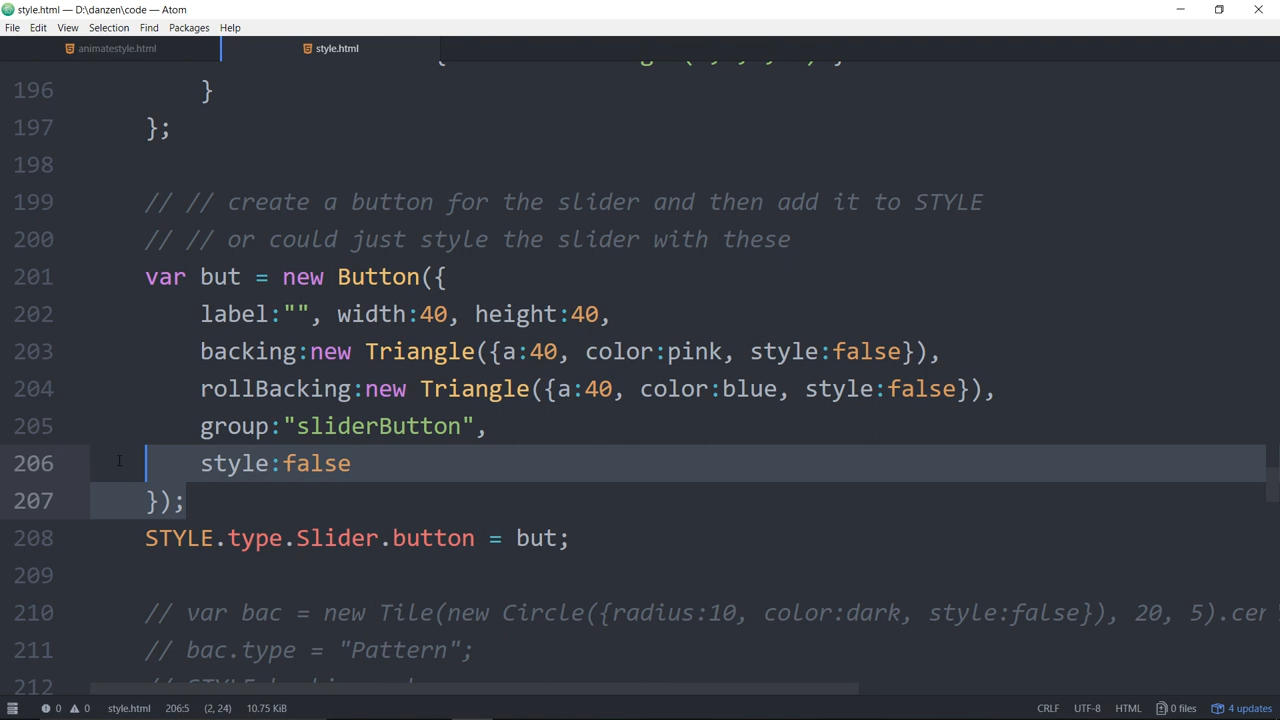 style.html — D:\danzen\code — Atom
File Edit View Selection Find Packages Help
animatestyle.html style.html
196 }
197 };
198
199 // // create a button for the slider and then add it to STYLE
200 // // or could just style the slider with these
201 var but = new Button({
202 label:"", width:40, height:40,
203 backing:new Triangle({a:40, color:pink, style:false}),
204 rollBacking:new Triangle({a:40, color:blue, style:false}),
205 group:"sliderButton",
206 style:false
207 });
208 STYLE.type.Slider.button = but;
209
210 // var bac = new Tile(new Circle({radius:10, color:dark, style:false}), 20, 5).cer
211 // bac.type = "Pattern";
212
0 0 style.html 206:5 (2, 24) 10.75 KiB CRLF UTF-8 HTML 0 files 4 updates